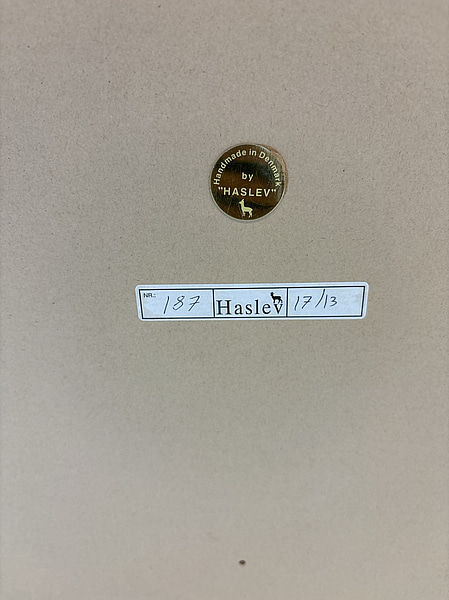 Handmade in Denmark
by
"HASLEV"
NR.: 187 Haslev 17/13